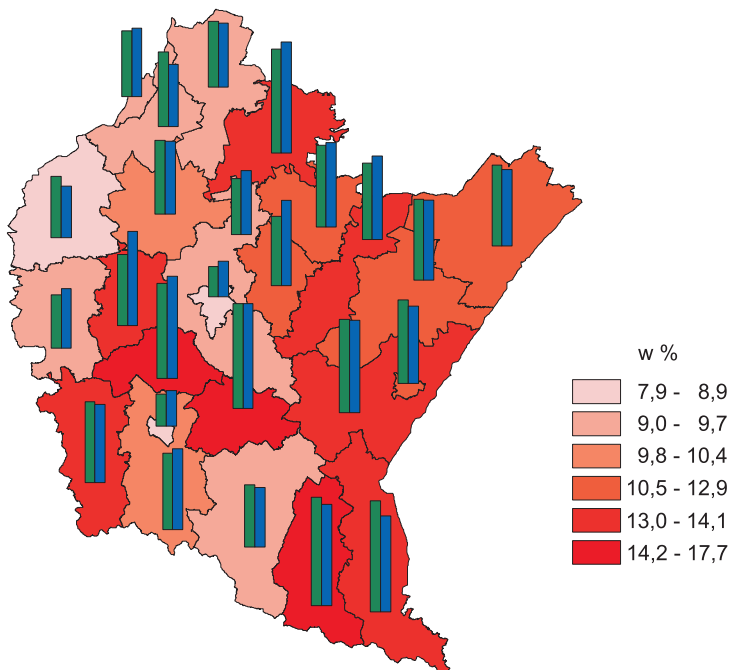 w %
7,9 - 8,9
9,0 - 9,7
9,8 - 10,4
10,5 - 12,9
13,0 - 14,1
14,2 - 17,7